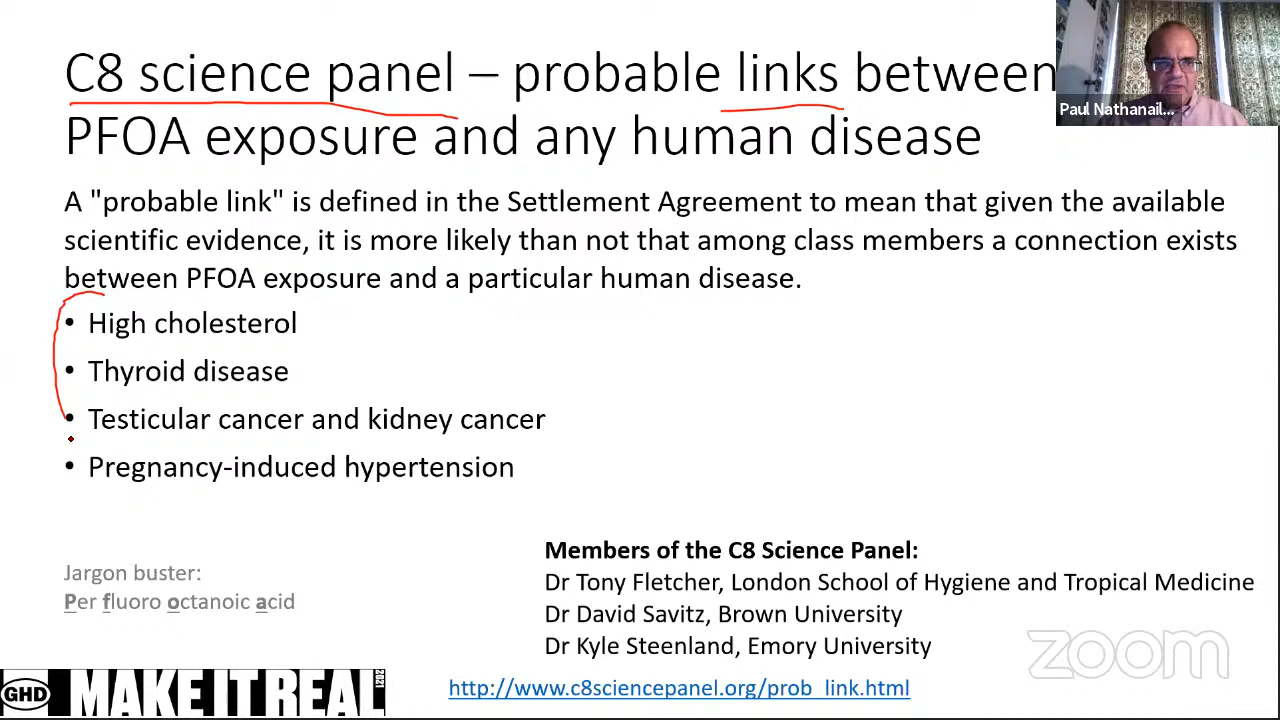 C8 science panel – probable links between
PFOA exposure and any human disease
Paul Nathanail...
A "probable link" is defined in the Settlement Agreement to mean that given the available
scientific evidence, it is more likely than not that among class members a connection exists
between PFOA exposure and a particular human disease.
• High cholesterol
• Thyroid disease
• Testicular cancer and kidney cancer
• Pregnancy-induced hypertension
Jargon buster:
Per fluoro octanoic acid
Members of the C8 Science Panel:
Dr Tony Fletcher, London School of Hygiene and Tropical Medicine
Dr David Savitz, Brown University
Dr Kyle Steenland, Emory University
zoom
GHD MAKE IT REAL 2021
http://www.c8sciencepanel.org/prob_link.html